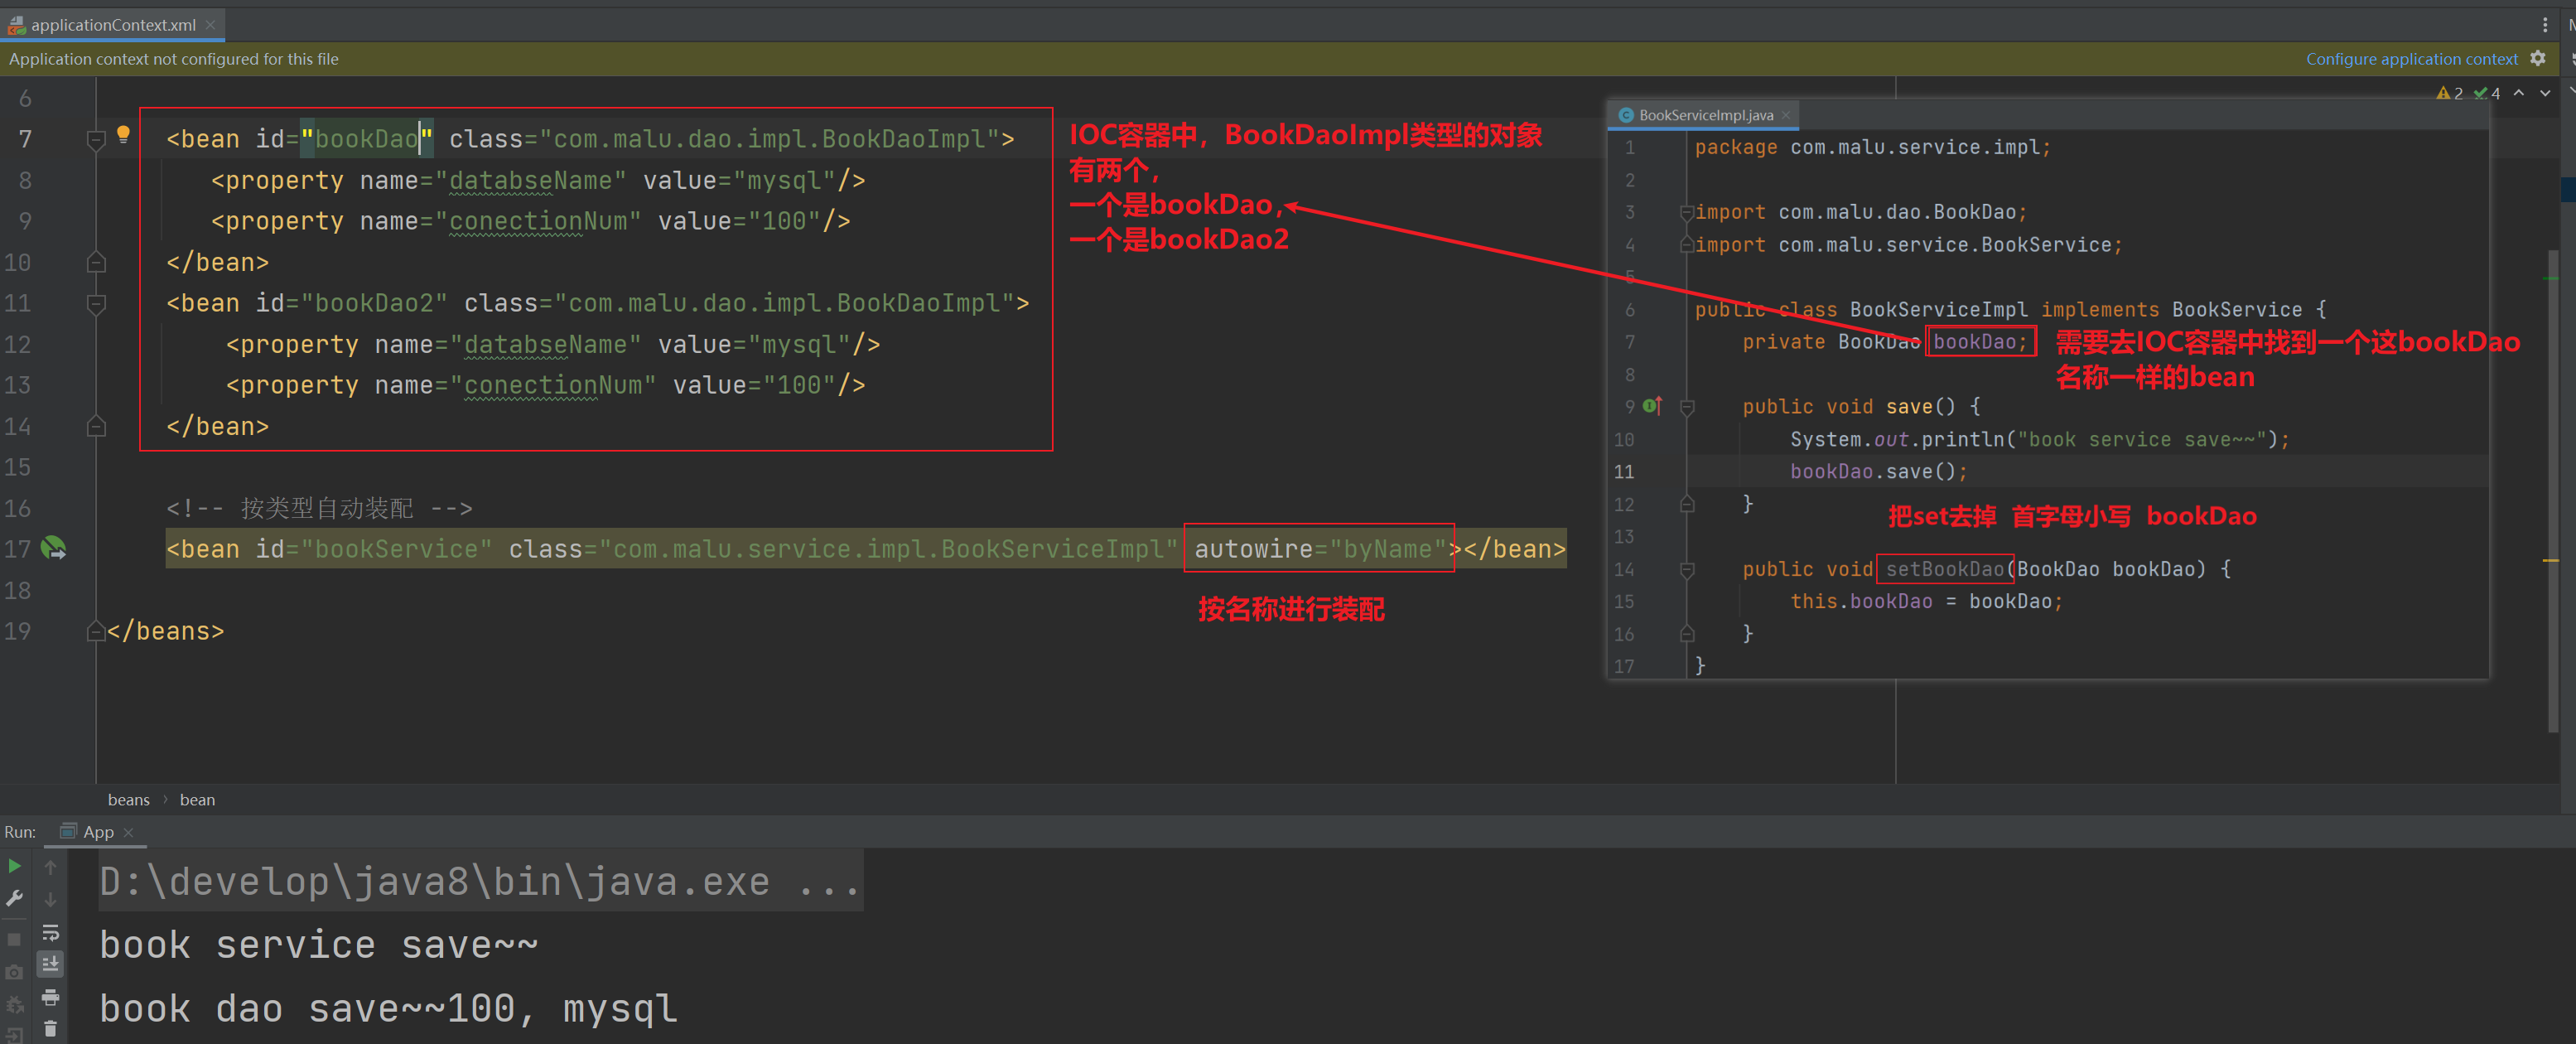 applicationContext.xml
Application context not configured for this file
Configure application context
2 4
6
7 <bean id="bookDao" class="com.malu.dao.impl.BookDaoImpl">
8 <property name="databseName" value="mysql"/>
9 <property name="conectionNum" value="100"/>
10 </bean>
11 <bean id="bookDao2" class="com.malu.dao.impl.BookDaoImpl">
12 <property name="databseName" value="mysql"/>
13 <property name="conectionNum" value="100"/>
14 </bean>
15
16 <!-- 按类型自动装配 -->
17 <bean id="bookService" class="com.malu.service.impl.BookServiceImpl" autowire="byName"></bean>
18
19 </beans>
IOC容器中，BookDaoImpl类型的对象
有两个，
一个是bookDao，
一个是bookDao2
按名称进行装配
BookServiceImpl.java
1 package com.malu.service.impl;
2
3 import com.malu.dao.BookDao;
4 import com.malu.service.BookService;
5
6 public class BookServiceImpl implements BookService {
7 private BookDao bookDao;
8
9 public void save() {
10 System.out.println("book service save~~");
11 bookDao.save();
12 }
13
14 public void setBookDao(BookDao bookDao) {
15 this.bookDao = bookDao;
16 }
17 }
需要去IOC容器中找到一个这bookDao
名称一样的bean
把set去掉 首字母小写 bookDao
beans › bean
Run: App
D:\develop\java8\bin\java.exe ...
book service save~~
book dao save~~100, mysql